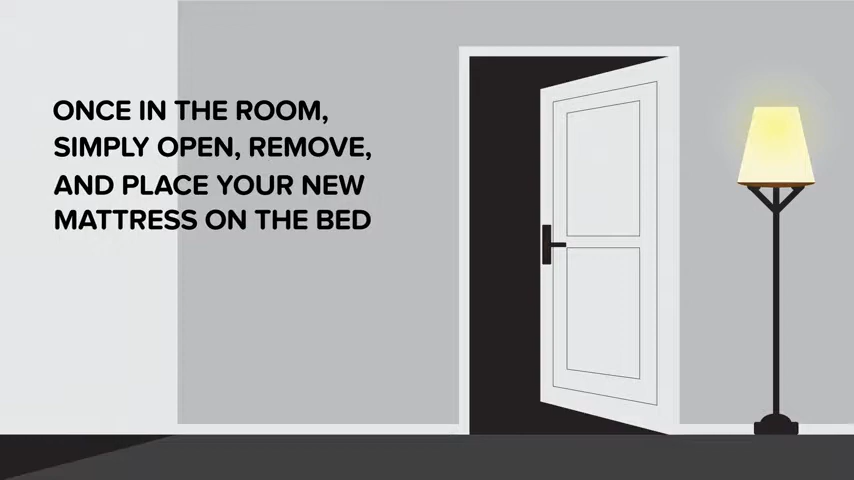 ONCE IN THE ROOM,
SIMPLY OPEN, REMOVE,
AND PLACE YOUR NEW
MATTRESS ON THE BED